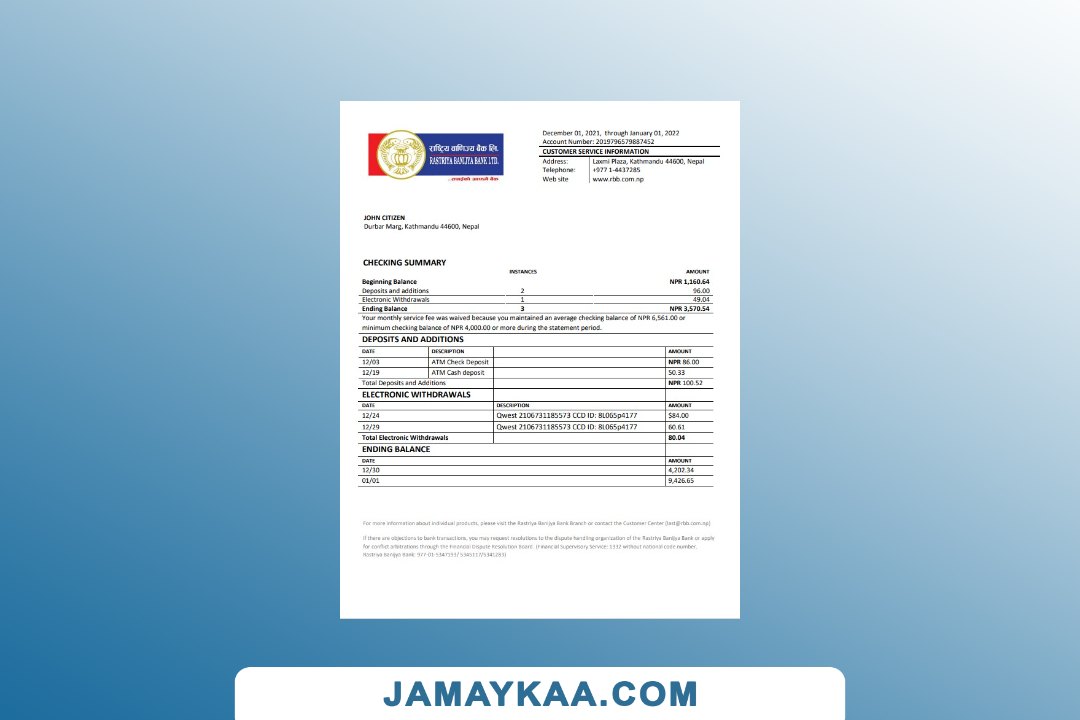 राष्ट्रिय वाणिज्य बैंक लि.
RASTRIYA BANIJYA BANK LTD.
December 01, 2021, through January 01, 2022
Account Number: 2019796579887452
CUSTOMER SERVICE INFORMATION
Address: Laxmi Plaza, Kathmandu 44600, Nepal
Telephone: +977 1-4437285
Web site www.rbb.com.np
JOHN CITIZEN
Durbar Marg, Kathmandu 44600, Nepal
CHECKING SUMMARY
INSTANCES AMOUNT
Beginning Balance NPR 1,160.64
Deposits and additions 2 96.00
Electronic Withdrawals 1 49.04
Ending Balance 3 NPR 3,570.54
Your monthly service fee was waived because you maintained an average checking balance of NPR 6,561.00 or
minimum checking balance of NPR 4,000.00 or more during the statement period.
DEPOSITS AND ADDITIONS
DATE DESCRIPTION AMOUNT
12/03 ATM Check Deposit NPR 86.00
12/19 ATM Cash deposit 50.33
Total Deposits and Additions NPR 100.52
ELECTRONIC WITHDRAWALS
DATE DESCRIPTION AMOUNT
12/24 Qwest 2106731185573 CCD ID: 8L065p4177 $84.00
12/29 Qwest 2106731185573 CCD ID: 8L065p4177 60.61
Total Electronic Withdrawals 80.04
ENDING BALANCE
DATE AMOUNT
12/30 4,202.34
01/01 9,426.65
For more information about individual products, please visit the Rastriya Banijya Bank Branch or contact the Customer Center
If there are objections to bank transactions, you may request resolutions to the dispute handling organization of the Rastriya Banijya Bank or apply
for conflict arbitrations through the Financial Dispute Resolution Board. (Financial Supervisory Service: 1332 without national code number,
Rastriya Banijya Bank:
JAMAYKAA.COM